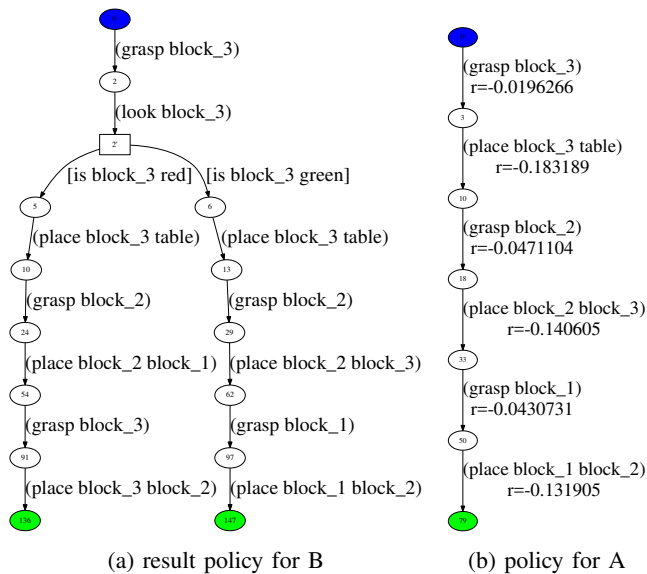 (grasp block_3)
2
(look block_3)
2'
[is block_3 red] [is block_3 green]
5 6
(place block_3 table) (place block_3 table)
10 13
(grasp block_2) (grasp block_2)
24 29
(place block_2 block_1) (place block_2 block_3)
54 62
(grasp block_3) (grasp block_1)
91 97
(place block_3 block_2) (place block_1 block_2)
136 147
(a) result policy for B
(grasp block_3)
r=-0.0196266
3
(place block_3 table)
r=-0.183189
10
(grasp block_2)
r=-0.0471104
18
(place block_2 block_3)
r=-0.140605
33
(grasp block_1)
r=-0.0430731
50
(place block_1 block_2)
r=-0.131905
79
(b) policy for A